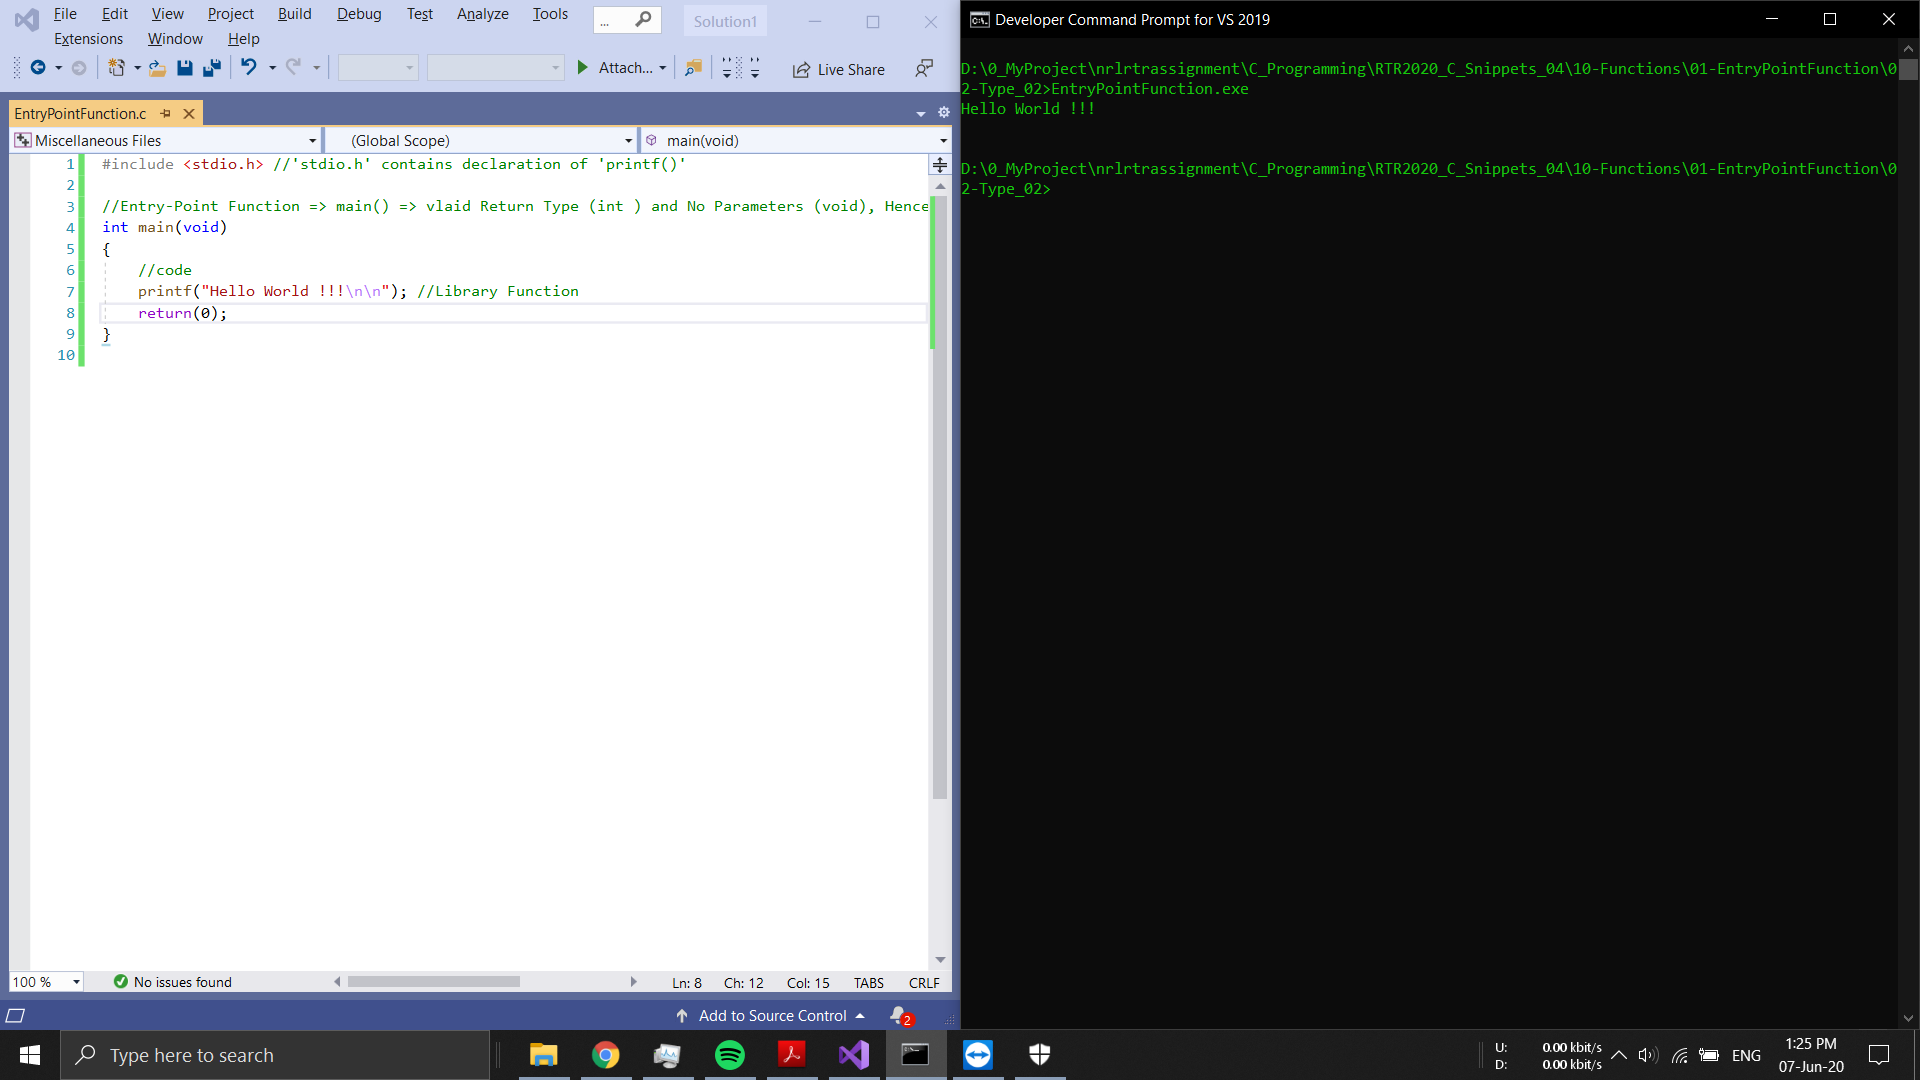 File Edit View Project Build Debug Test Analyze Tools ... Solution1
Extensions Window Help
Attach... Live Share
EntryPointFunction.c
Miscellaneous Files (Global Scope) main(void)
1 #include <stdio.h> //'stdio.h' contains declaration of 'printf()'
2
3 //Entry-Point Function => main() => vlaid Return Type (int ) and No Parameters (void), Hence
4 int main(void)
5 {
6 //code
7 printf("Hello World !!!\n\n"); //Library Function
8 return(0);
9 }
10
100 % No issues found Ln: 8 Ch: 12 Col: 15 TABS CRLF
Add to Source Control 2
Developer Command Prompt for VS 2019
D:\0_MyProject\nrlrtrassignment\C_Programming\RTR2020_C_Snippets_04\10-Functions\01-EntryPointFunction\0
2-Type_02>EntryPointFunction.exe
Hello World !!!
D:\0_MyProject\nrlrtrassignment\C_Programming\RTR2020_C_Snippets_04\10-Functions\01-EntryPointFunction\0
2-Type_02>
Type here to search
U: 0.00 kbit/s
D: 0.00 kbit/s
ENG
1:25 PM
07-Jun-20